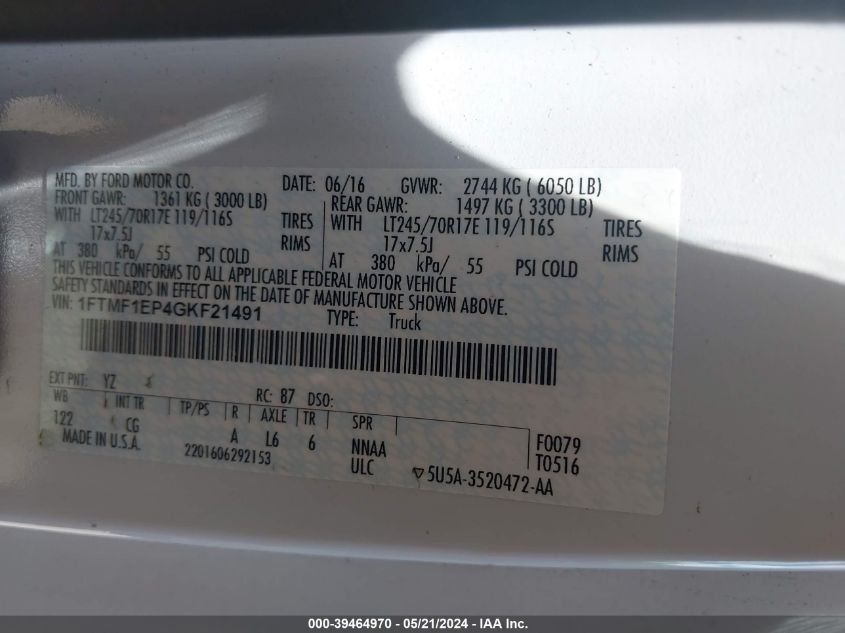 MFD. BY FORD MOTOR CO.
DATE: 06/16 GVWR: 2744 KG ( 6050 LB)
FRONT GAWR: 1361 KG ( 3000 LB)
WITH LT245/70R17E 119/116S TIRES
17x7.5J RIMS
AT 380 kPa/ 55 PSI COLD
REAR GAWR: 1497 KG ( 3300 LB)
WITH LT245/70R17E 119/116S TIRES
17x7.5J RIMS
AT 380 kPa/ 55 PSI COLD
THIS VEHICLE CONFORMS TO ALL APPLICABLE FEDERAL MOTOR VEHICLE
SAFETY STANDARDS IN EFFECT ON THE DATE OF MANUFACTURE SHOWN ABOVE.
VIN: 1FTMF1EP4GKF21491
TYPE: Truck
EXT PNT: YZ
RC: 87 DSO:
WB INT TR TP/PS R AXLE TR SPR
122 CG A L6 6 NNAA
ULC
F0079
T0516
MADE IN U.S.A.
2201606292153
5U5A-3520472-AA
000-39464970 - 05/21/2024 - IAA Inc.